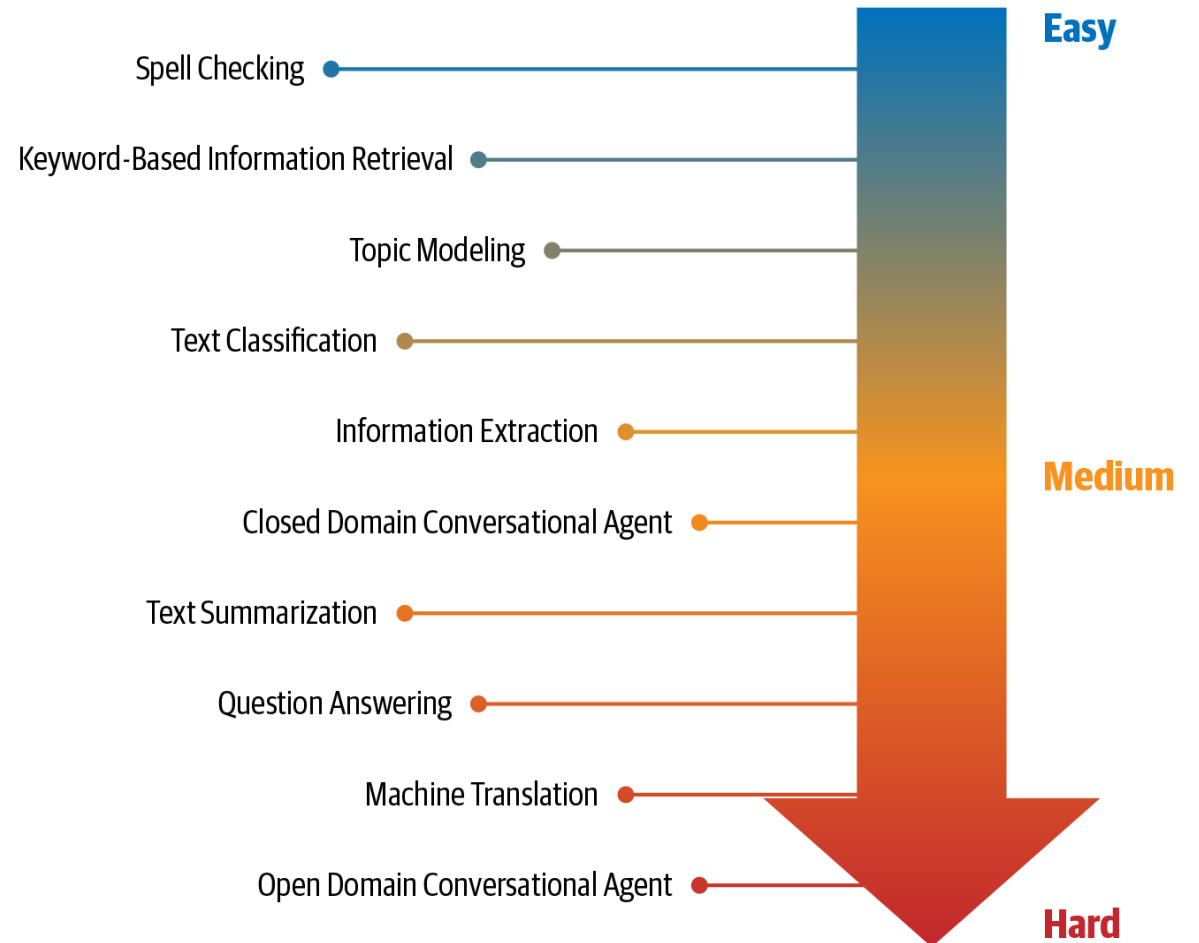 Easy
Spell Checking
Keyword-Based Information Retrieval
Topic Modeling
Text Classification
Information Extraction
Medium
Closed Domain Conversational Agent
Text Summarization
Question Answering
Machine Translation
Open Domain Conversational Agent
Hard